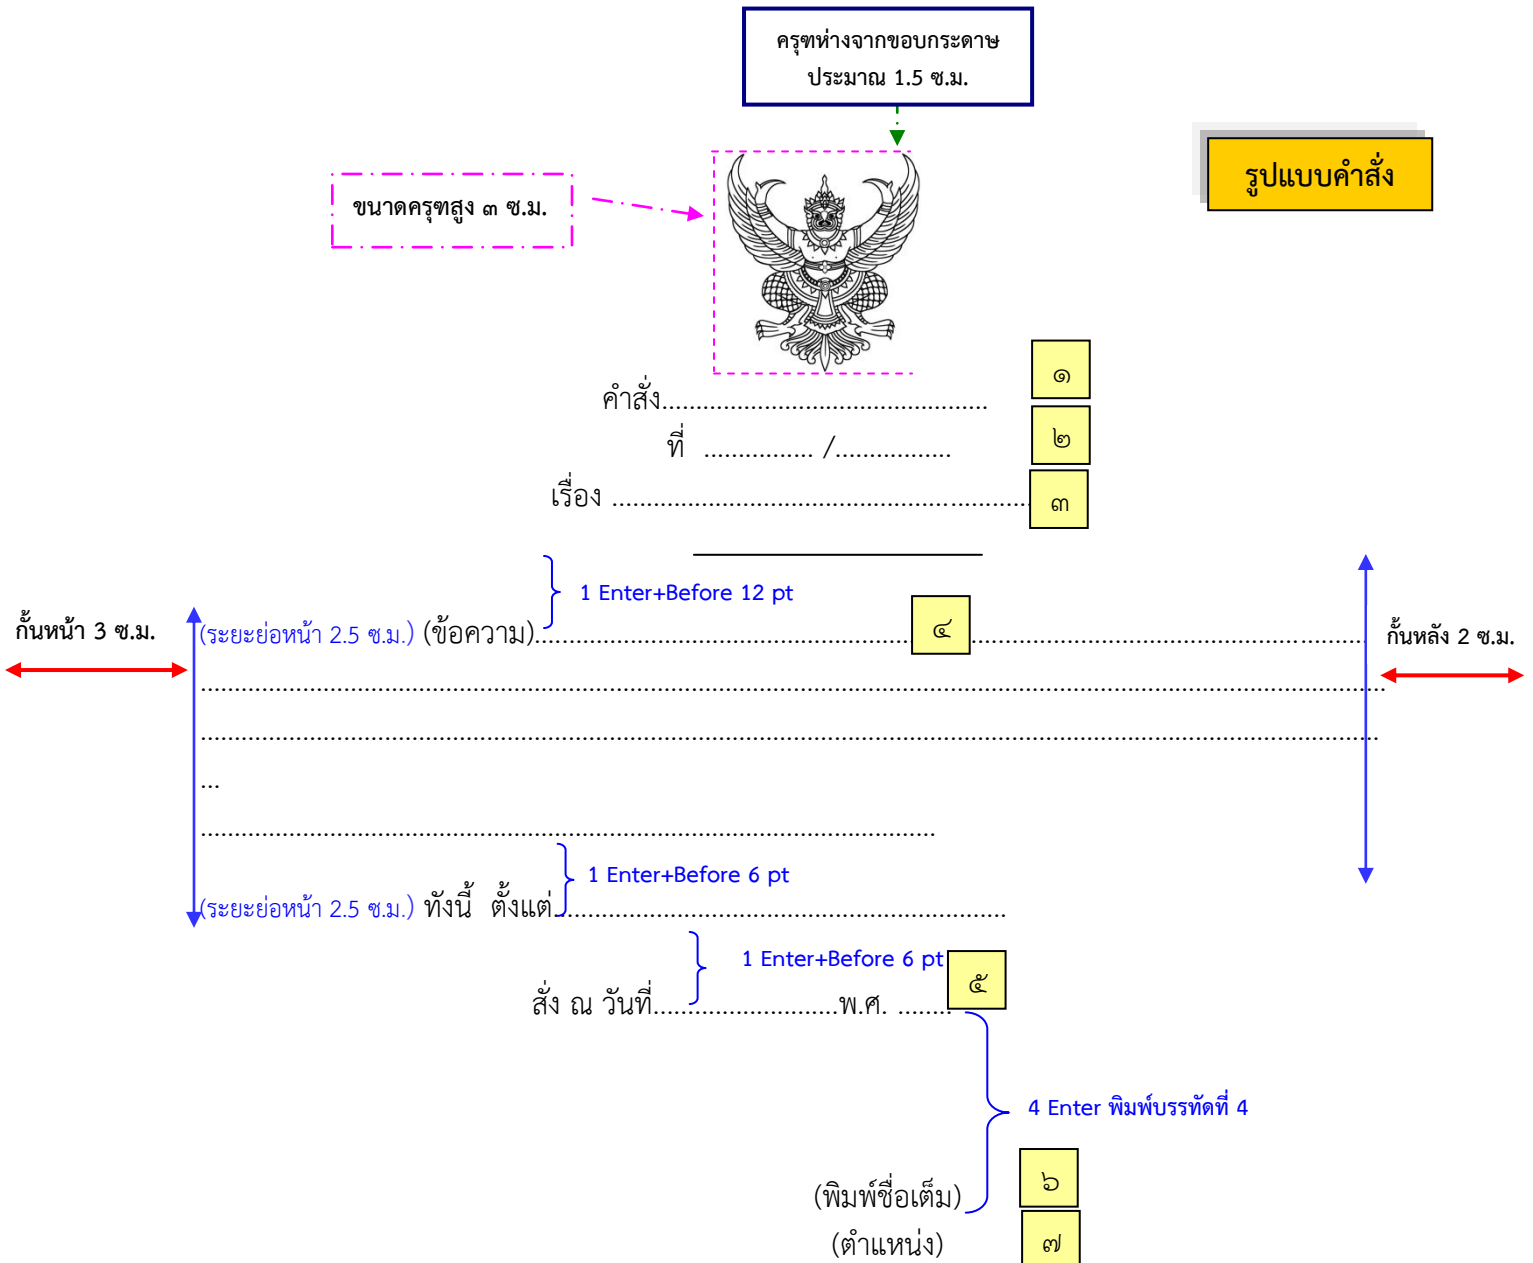 ครุฑห่างจากขอบกระดาษ
ประมาณ 1.5 ซ.ม.
รูปแบบคำสั่ง
ขนาดครุฑสูง ๓ ซ.ม.
คำสั่ง................................................ ๑
ที่ ................ /................. ๒
เรื่อง .............................................................. ๓
1 Enter+Before 12 pt
กั้นหน้า 3 ซ.ม.
(ระยะย่อหน้า 2.5 ซ.ม.) (ข้อความ)....................................................... ๔ ..........................................................
กั้นหลัง 2 ซ.ม.
..............................................................................................................................................................................
.............................................................................................................................................................................
...
............................................................................................................
1 Enter+Before 6 pt
(ระยะย่อหน้า 2.5 ซ.ม.) ทังนี้ ตั้งแต่...................................................................
1 Enter+Before 6 pt
สั่ง ณ วันที่...........................พ.ศ. ........ ๕
4 Enter พิมพ์บรรทัดที่ 4
(พิมพ์ชื่อเต็ม) ๖
(ตำแหน่ง) ๗